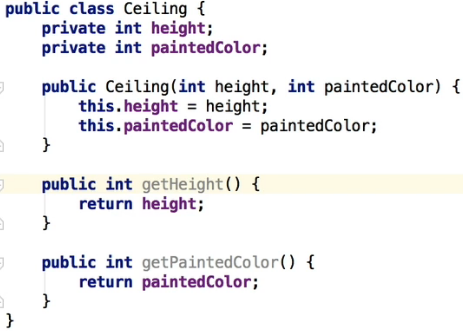 public class Ceiling {
    private int height;
    private int paintedColor;

    public Ceiling(int height, int paintedColor) {
        this.height = height;
        this.paintedColor = paintedColor;
    }

    public int getHeight() {
        return height;
    }

    public int getPaintedColor() {
        return paintedColor;
    }
}